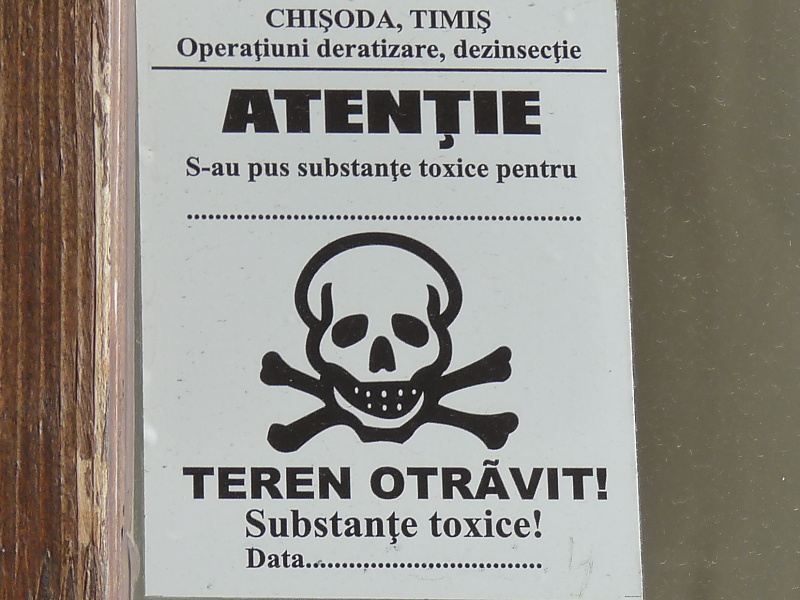 CHIŞODA, TIMIŞ
Operaţiuni deratizare, dezinsecţie
ATENŢIE
S-au pus substanţe toxice pentru
........................................................
TEREN OTRÃVIT!
Substanţe toxice!
Data..................................